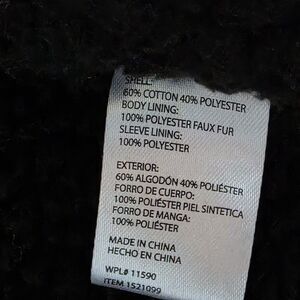 SHELL:
60% COTTON 40% POLYESTER
BODY LINING:
100% POLYESTER FAUX FUR
SLEEVE LINING:
100% POLYESTER
EXTERIOR:
60% ALGODÓN 40% POLIÉSTER
FORRO DE CUERPO:
100% POLIÉSTER PIEL SINTETICA
FORRO DE MANGA:
100% POLIÉSTER
MADE IN CHINA
HECHO EN CHINA
WPL# 11590
ITEM 1521099